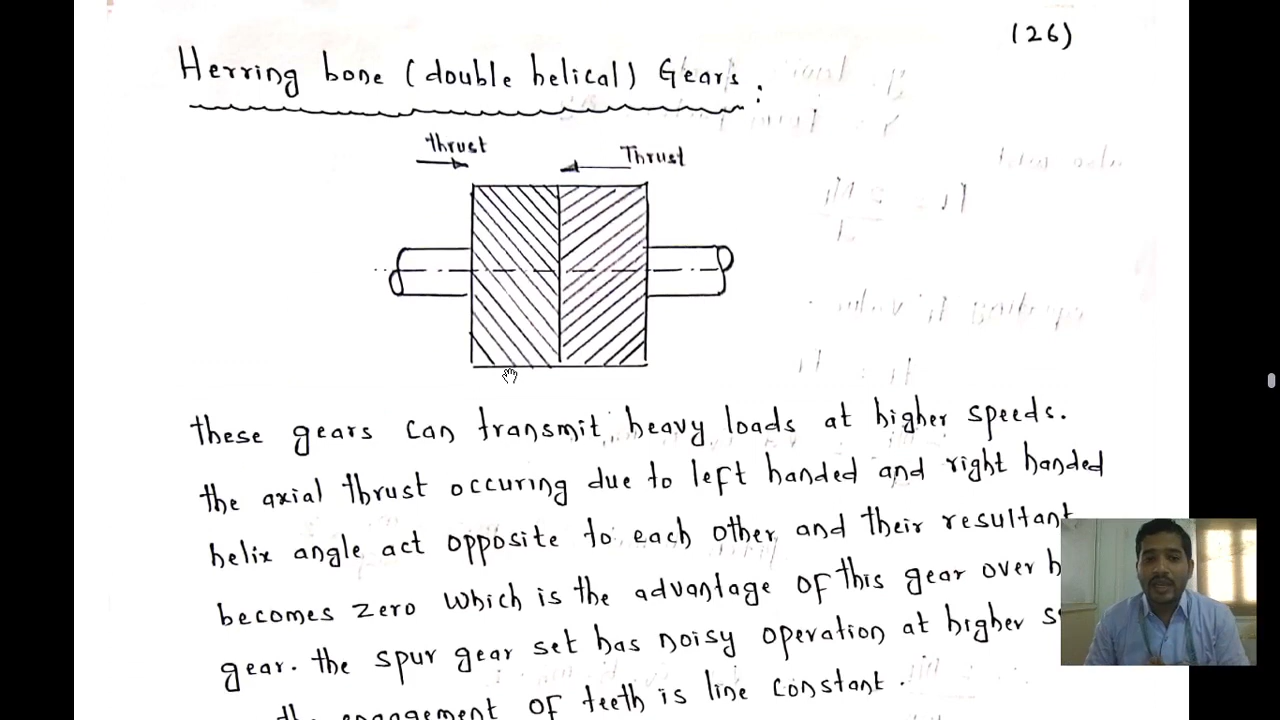 (26)
Herring bone (double helical) Gears:
thrust
Thrust
these gears can transmit heavy loads at higher speeds.
the axial thrust occuring due to left handed and right handed
helix angle act opposite to each other and their resultant
becomes zero which is the advantage of this gear over
gear. the spur gear set has noisy operation at higher
the engagement of teeth is line constant.